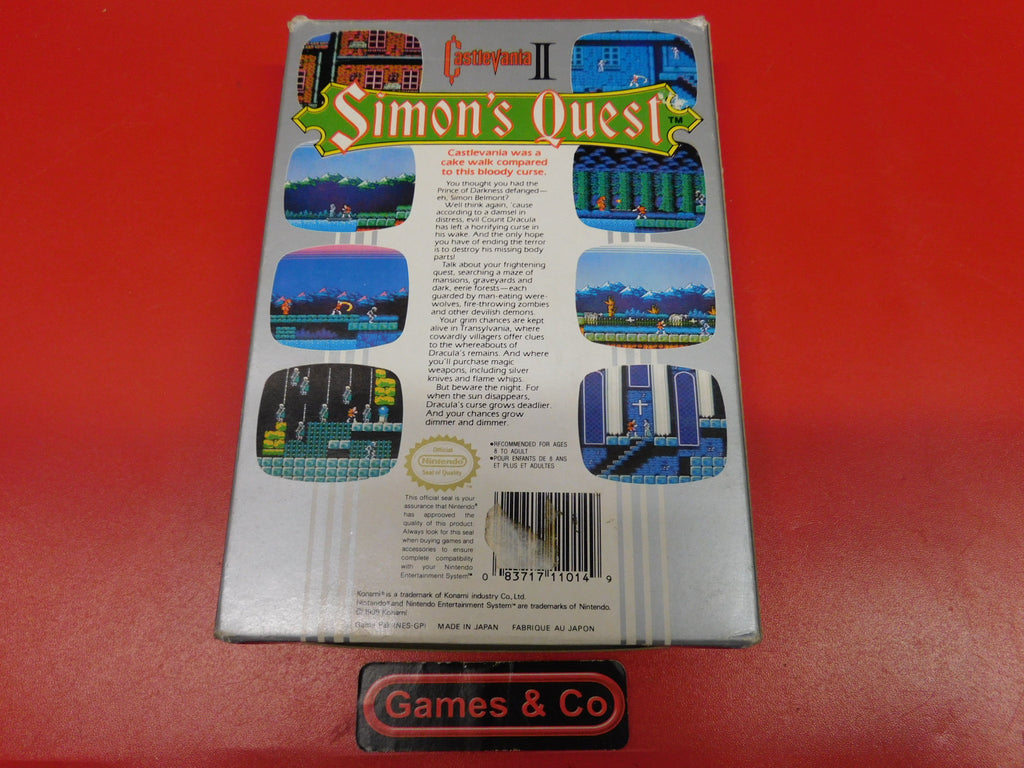 Castlevania II
Simon's Quest™
Castlevania was a
cake walk compared
to this bloody curse.
You thought you had the
Prince of Darkness defanged—
eh, Simon Belmont?
Well think again, 'cause
according to a damsel in
distress, evil Count Dracula
has left a horrifying curse in
his wake. And the only hope
you have of ending the terror
is to destroy his missing body
parts!
Talk about your frightening
quest, searching a maze of
mansions, graveyards and
dark, eerie forests—each
guarded by man-eating were-
wolves, fire-throwing zombies
and other devilish demons.
Your grim chances are kept
alive in Transylvania, where
cowardly villagers offer clues
to the whereabouts of
Dracula's remains. And where
you'll purchase magic
weapons, including silver
knives and flame whips.
But beware the night. For
when the sun disappears,
Dracula's curse grows deadlier.
And your chances grow
dimmer and dimmer.
Official
Nintendo®
Seal of Quality
•RECOMMENDED FOR AGES
8 TO ADULT
•POUR ENFANTS DE 8 ANS
ET PLUS ET ADULTES
This official seal is your
assurance that Nintendo®
has approved the
quality of this product.
Always look for this seal
when buying games and
accessories to ensure
complete compatibility
with your Nintendo
Entertainment System™
0 83717 11014 9
Konami® is a trademark of Konami industry Co., Ltd.
Nintendo® and Nintendo Entertainment System™ are trademarks of Nintendo.
© 1989 Konami
Game Pak (NES-GP) MADE IN JAPAN FABRIQUE AU JAPON
Games & Co